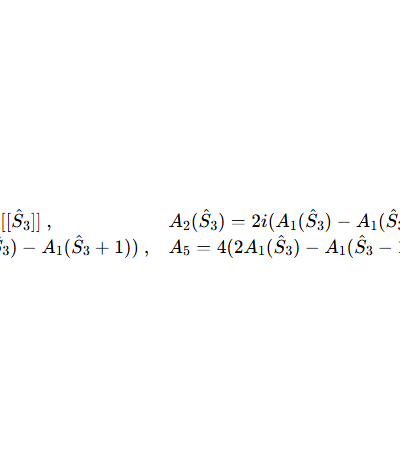 [[Ŝ₃]] , A₂(Ŝ₃) = 2i(A₁(Ŝ₃) − A₁(Ŝ₃
₃) − A₁(Ŝ₃ + 1)) , A₅ = 4(2A₁(Ŝ₃) − A₁(Ŝ₃ −